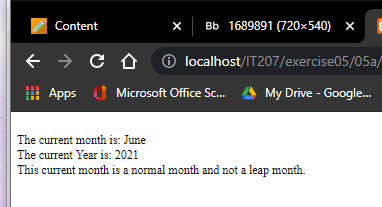 Content
Bb 1689891 (720×540)
localhost/IT207/exercise05/05a/
Apps Microsoft Office Sc... My Drive - Google...
The current month is: June
The current Year is: 2021
This current month is a normal month and not a leap month.